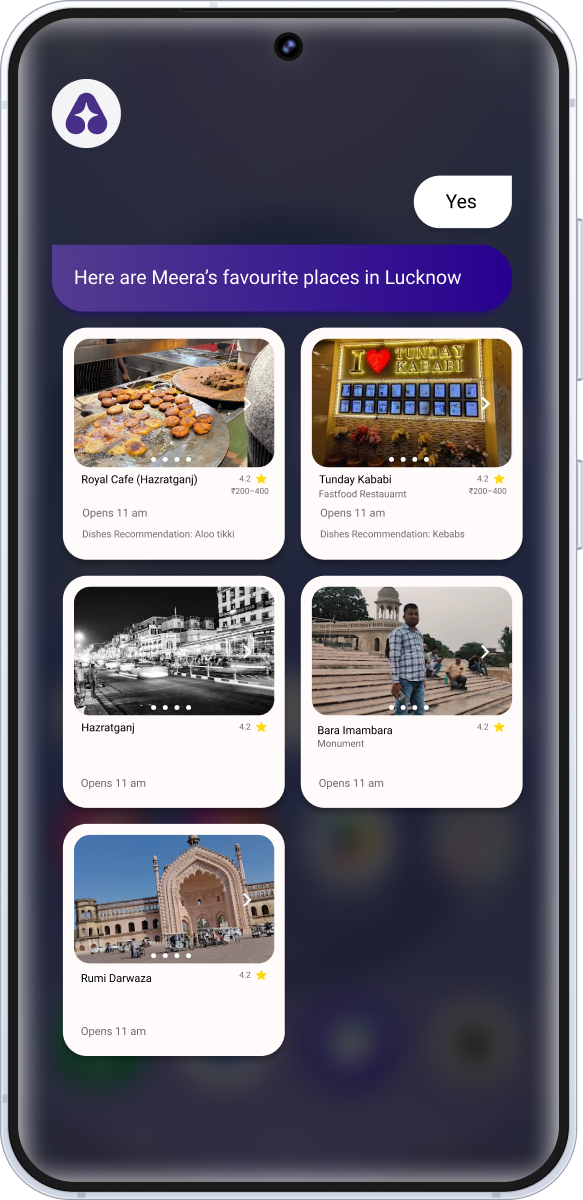 Yes
Here are Meera’s favourite places in Lucknow
I TUNDAY
KABABI
Royal Cafe (Hazratganj)
4.2
₹200–400
Opens 11 am
Dishes Recommendation: Aloo tikki
Tunday Kababi
4.2
Fastfood Restauarnt
₹200–400
Opens 11 am
Dishes Recommendation: Kebabs
Hazratganj
4.2
Opens 11 am
Bara Imambara
4.2
Monument
Opens 11 am
Rumi Darwaza
4.2
Opens 11 am